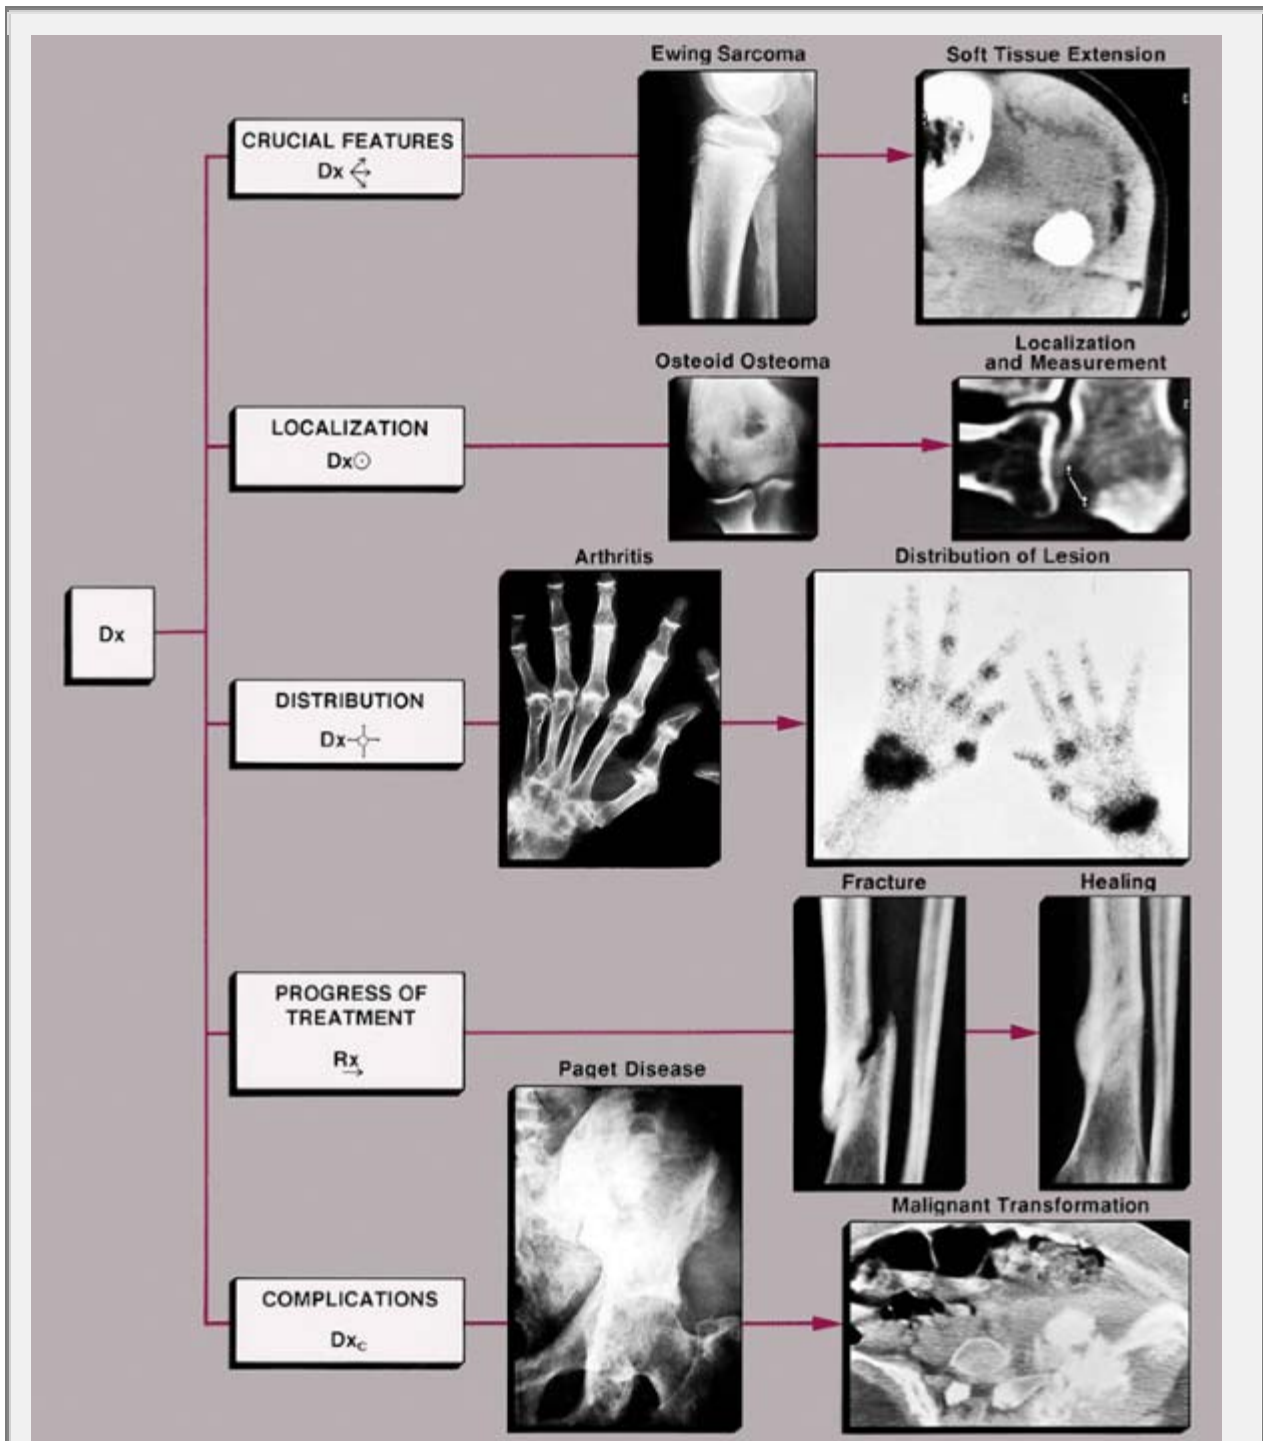 Ewing Sarcoma
Soft Tissue Extension
CRUCIAL FEATURES
Dx
Osteoid Osteoma
Localization
and Measurement
LOCALIZATION
Dx
Arthritis
Distribution of Lesion
Dx
DISTRIBUTION
Dx
Fracture
Healing
PROGRESS OF
TREATMENT
Rx
Paget Disease
Malignant Transformation
COMPLICATIONS
Dxc